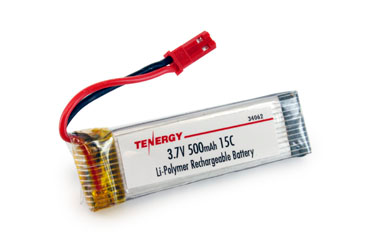 34062
TENERGY
3.7V 500mAh 15C
Li-Polymer Rechargeable Battery